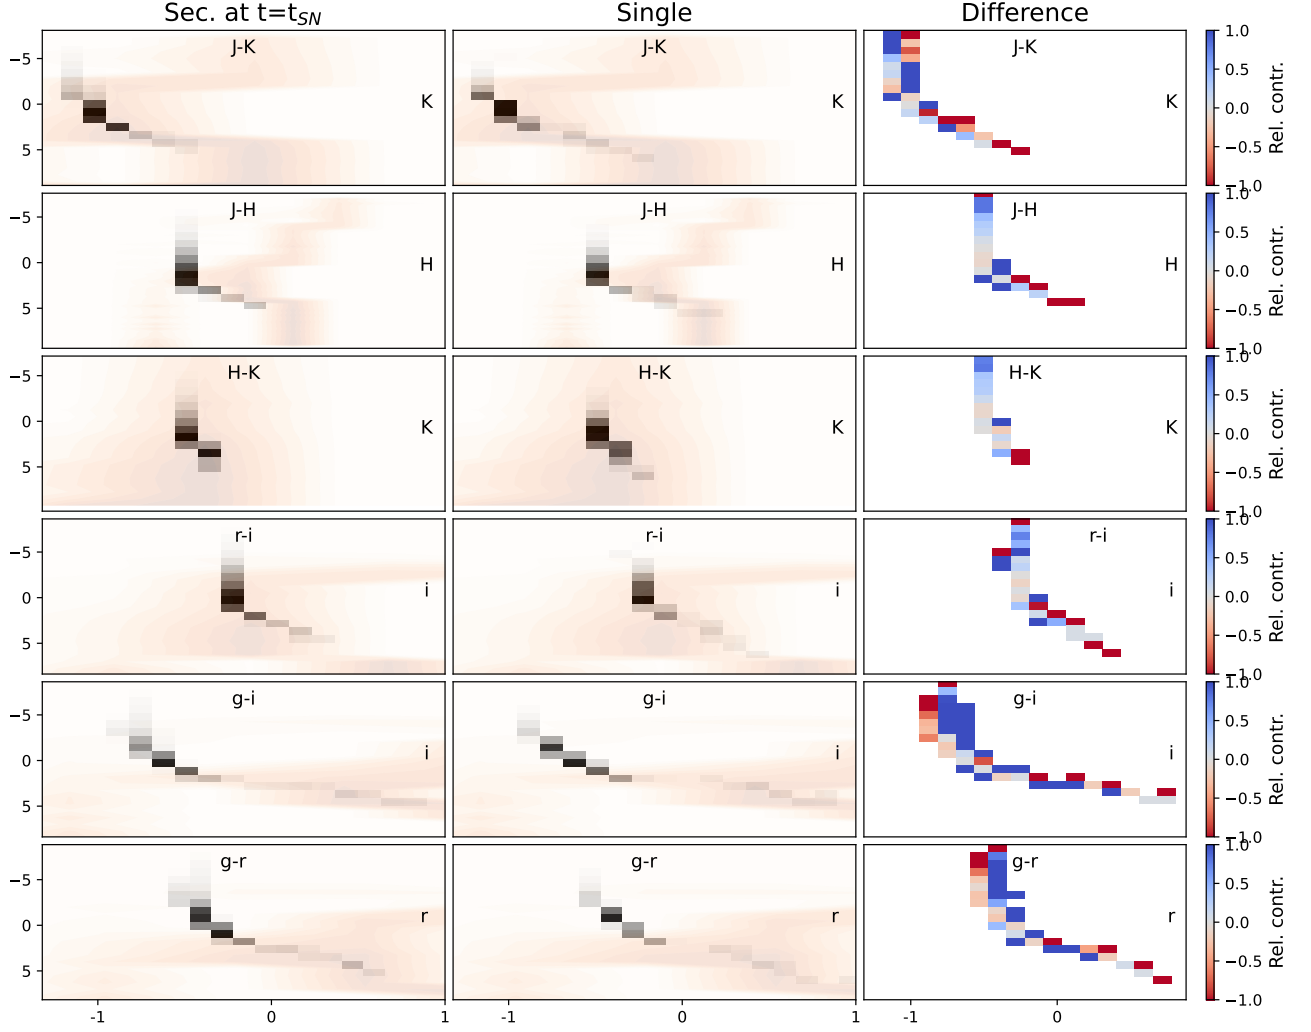 Sec. at t=t_SN Single Difference
J-K J-K J-K
K K K
−5
0
5
1.0
0.5
0.0
−0.5
−1.0
Rel. contr.
J-H J-H J-H
H H H
−5
0
5
1.0
0.5
0.0
−0.5
−1.0
Rel. contr.
H-K H-K H-K
K K K
−5
0
5
1.0
0.5
0.0
−0.5
−1.0
Rel. contr.
r-i r-i r-i
i i i
−5
0
5
1.0
0.5
0.0
−0.5
−1.0
Rel. contr.
g-i g-i g-i
i i i
−5
0
5
1.0
0.5
0.0
−0.5
−1.0
Rel. contr.
g-r g-r g-r
r r r
−5
0
5
1.0
0.5
0.0
−0.5
−1.0
Rel. contr.
-1 0 1 -1 0 1 -1 0